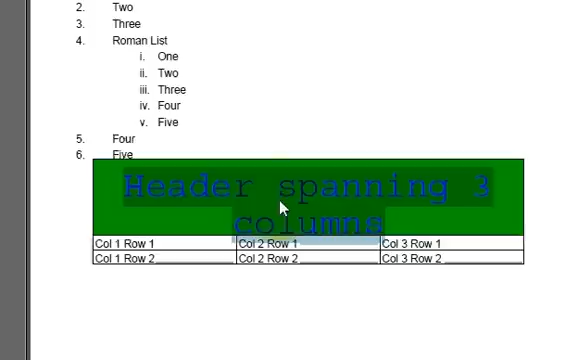 2. Two
3. Three
4. Roman List
i. One
ii. Two
iii. Three
iv. Four
v. Five
5. Four
6. Five
Header spanning 3
columns
Col 1 Row 1 Col 2 Row 1 Col 3 Row 1
Col 1 Row 2 Col 2 Row 2 Col 3 Row 2